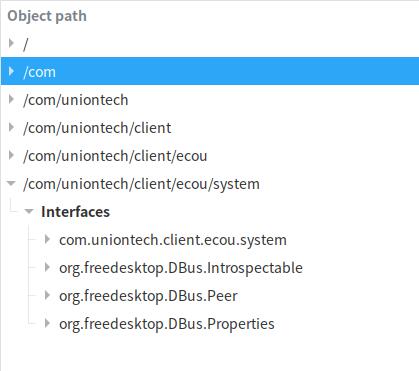 Object path
/
/com
/com/uniontech
/com/uniontech/client
/com/uniontech/client/ecou
/com/uniontech/client/ecou/system
Interfaces
com.uniontech.client.ecou.system
org.freedesktop.DBus.Introspectable
org.freedesktop.DBus.Peer
org.freedesktop.DBus.Properties